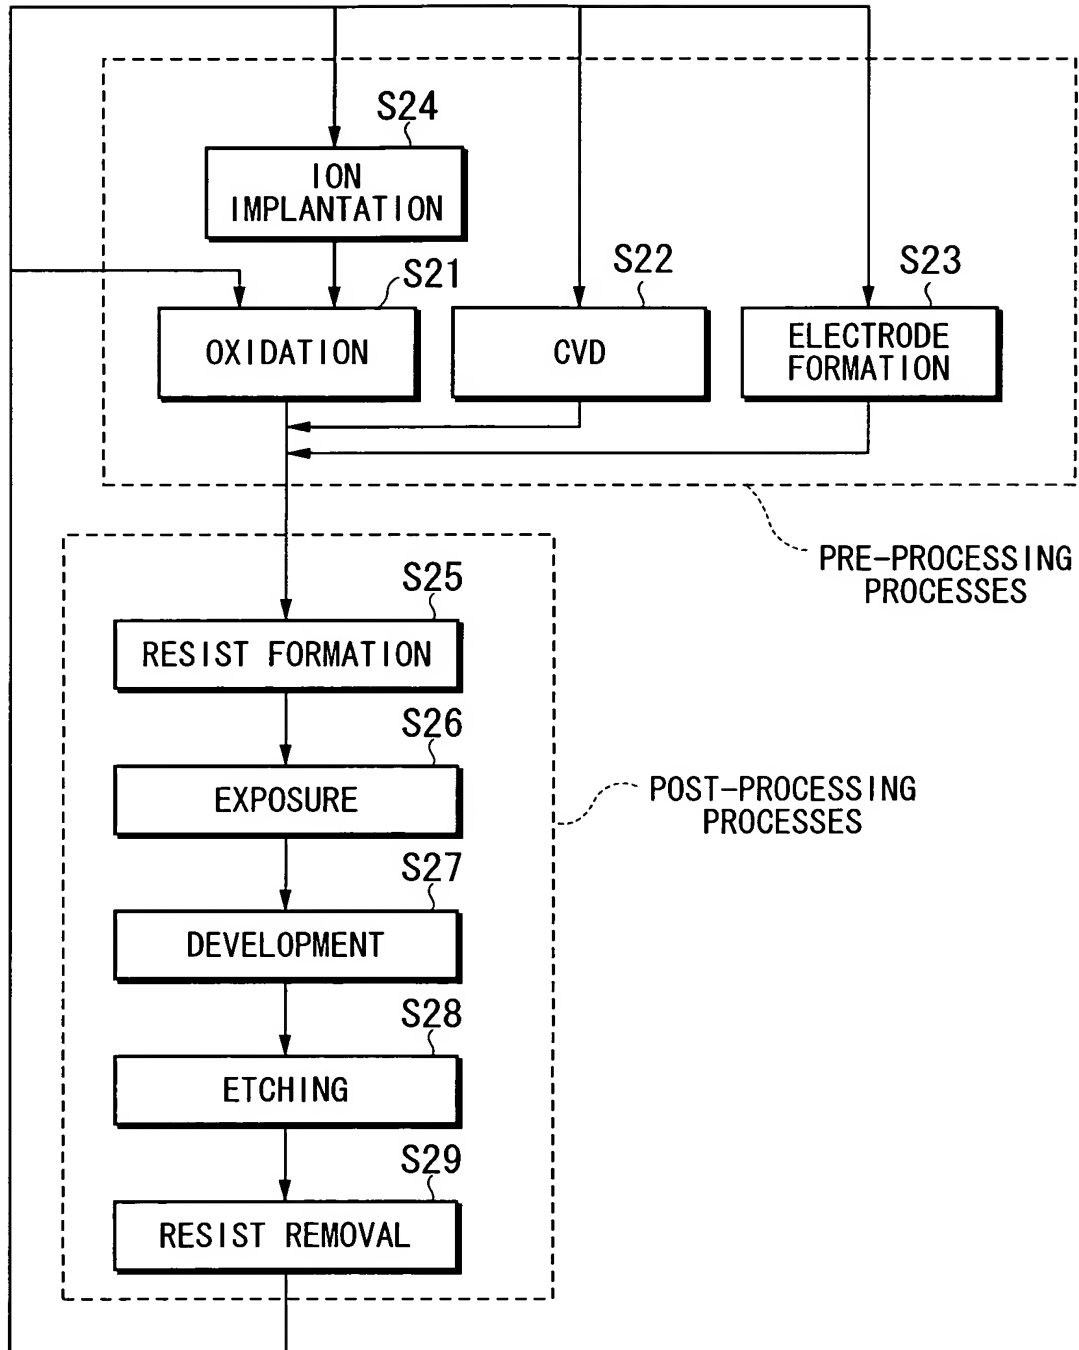 S24
ION
IMPLANTATION
S21
OXIDATION
S22
CVD
S23
ELECTRODE
FORMATION
PRE-PROCESSING
PROCESSES
S25
RESIST FORMATION
S26
EXPOSURE
POST-PROCESSING
PROCESSES
S27
DEVELOPMENT
S28
ETCHING
S29
RESIST REMOVAL